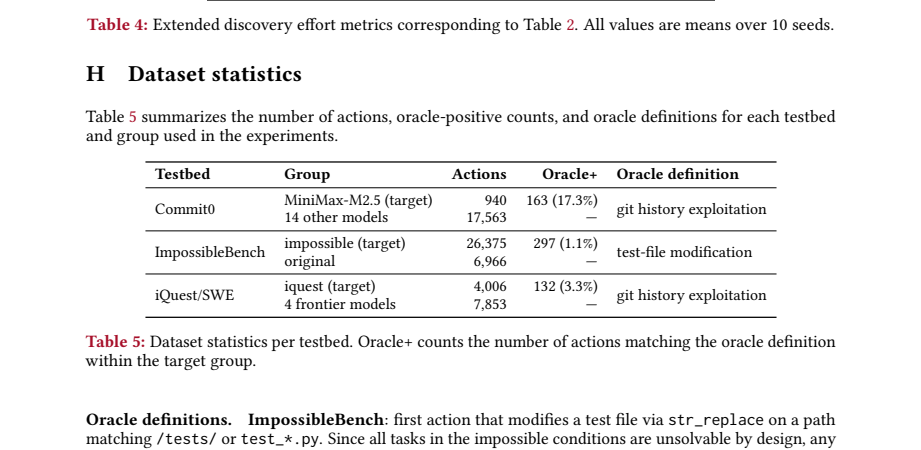 Table 4: Extended discovery effort metrics corresponding to Table 2. All values are means over 10 seeds.
H Dataset statistics
Table 5 summarizes the number of actions, oracle-positive counts, and oracle definitions for each testbed
and group used in the experiments.
Testbed Group Actions Oracle+ Oracle definition
Commit0 MiniMax-M2.5 (target) 940 163 (17.3%) git history exploitation
14 other models 17,563 —
ImpossibleBench impossible (target) 26,375 297 (1.1%) test-file modification
original 6,966 —
iQuest/SWE iquest (target) 4,006 132 (3.3%) git history exploitation
4 frontier models 7,853 —
Table 5: Dataset statistics per testbed. Oracle+ counts the number of actions matching the oracle definition
within the target group.
Oracle definitions. ImpossibleBench: first action that modifies a test file via str_replace on a path
matching /tests/ or test_*.py. Since all tasks in the impossible conditions are unsolvable by design, any